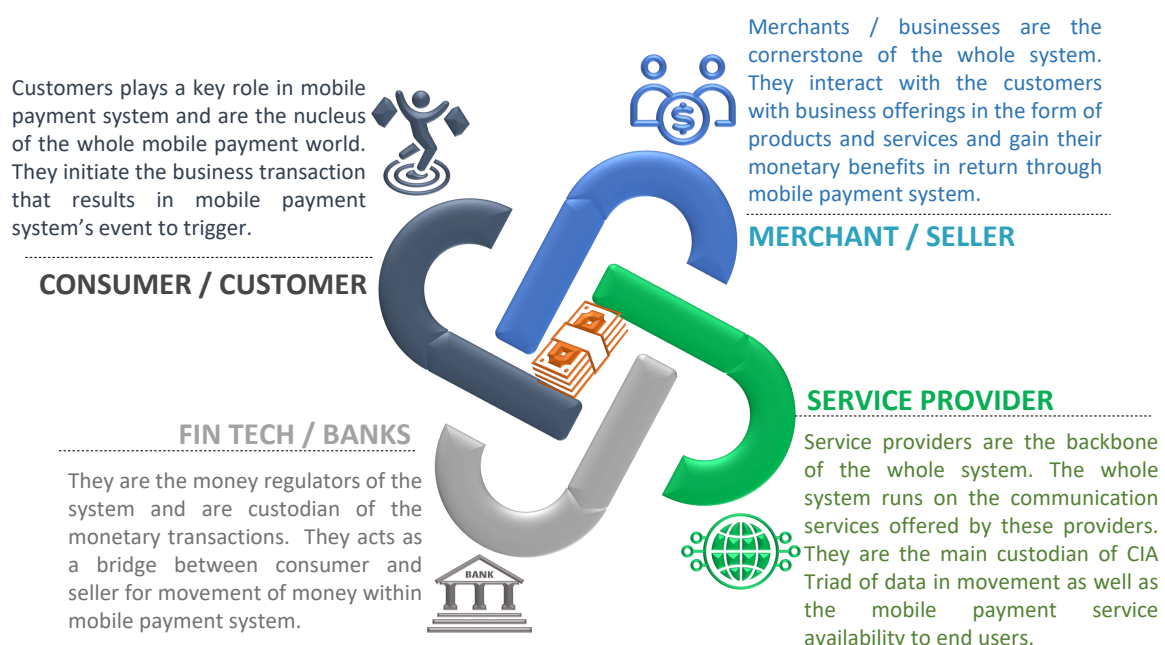 Customers plays a key role in mobile
payment system and are the nucleus
of the whole mobile payment world.
They initiate the business transaction
that results in mobile payment
system’s event to trigger.
CONSUMER / CUSTOMER
Merchants / businesses are the
cornerstone of the whole system.
They interact with the customers
with business offerings in the form of
products and services and gain their
monetary benefits in return through
mobile payment system.
MERCHANT / SELLER
$
FIN TECH / BANKS
They are the money regulators of the
system and are custodian of the
monetary transactions. They acts as
a bridge between consumer and
seller for movement of money within
mobile payment system.
BANK
SERVICE PROVIDER
Service providers are the backbone
of the whole system. The whole
system runs on the communication
services offered by these providers.
They are the main custodian of CIA
Triad of data in movement as well as
the mobile payment service
availability to end users.